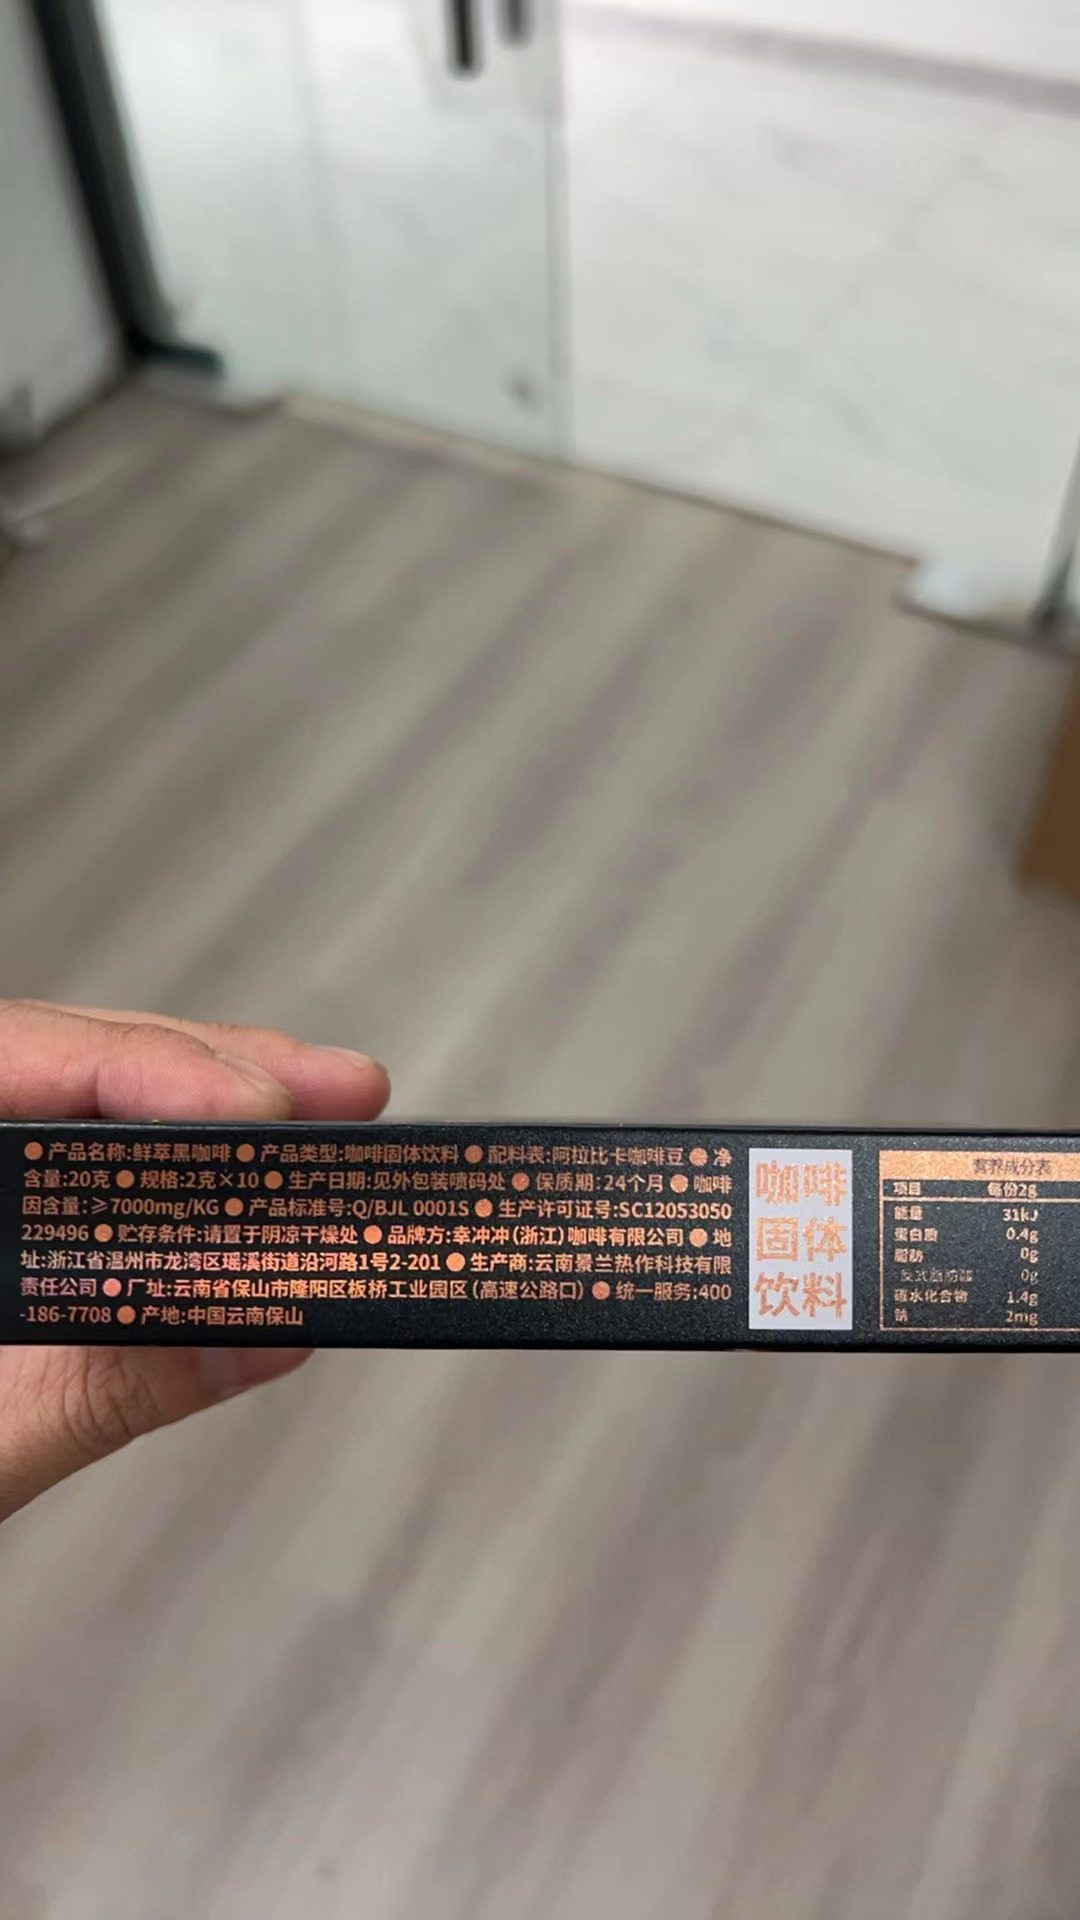 ● 产品名称:鲜萃黑咖啡 ● 产品类型:咖啡固体饮料 ● 配料表:阿拉比卡咖啡豆 ● 净
含量:20克 ● 规格:2克×10 ● 生产日期:见外包装喷码处 ● 保质期:24个月 ● 咖啡
因含量:≥7000mg/KG ● 产品标准号:Q/BJL 0001S ● 生产许可证号:SC12053050
229496 ● 贮存条件:请置于阴凉干燥处 ● 品牌方:幸冲冲(浙江)咖啡有限公司 ● 地
址:浙江省温州市龙湾区瑶溪街道沿河路1号2-201 ● 生产商:云南景兰热作科技有限
责任公司 ● 厂址:云南省保山市隆阳区板桥工业园区(高速公路口) ● 统一服务:400
-186-7708 ● 产地:中国云南保山
咖啡
固体
饮料
营养成分表
项目 每份2g
能量 31kJ
蛋白质 0.4g
脂肪 0g
-反式脂肪酸 0g
碳水化合物 1.4g
钠 2mg